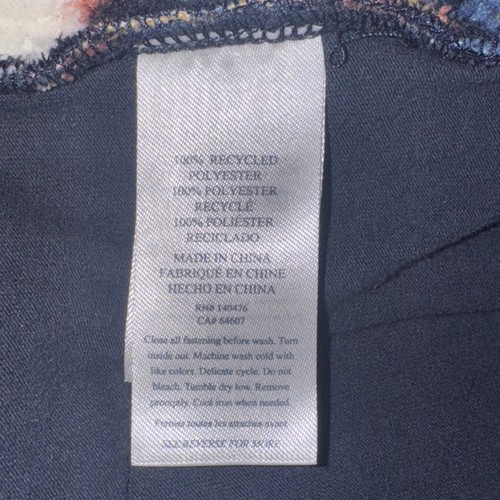 100% RECYCLED
POLYESTER
100% POLYESTER
RECYCLÉ
100% POLIÉSTER
RECICLADO
MADE IN CHINA
FABRIQUÉ EN CHINE
HECHO EN CHINA
RN# 140476
CA# 64607
Close all fastening before wash. Turn
inside out. Machine wash cold with
like colors. Delicate cycle. Do not
bleach. Tumble dry low. Remove
promptly. Cool iron when needed.
Fermes toutes les attaches avant
SEE REVERSE FOR MORE